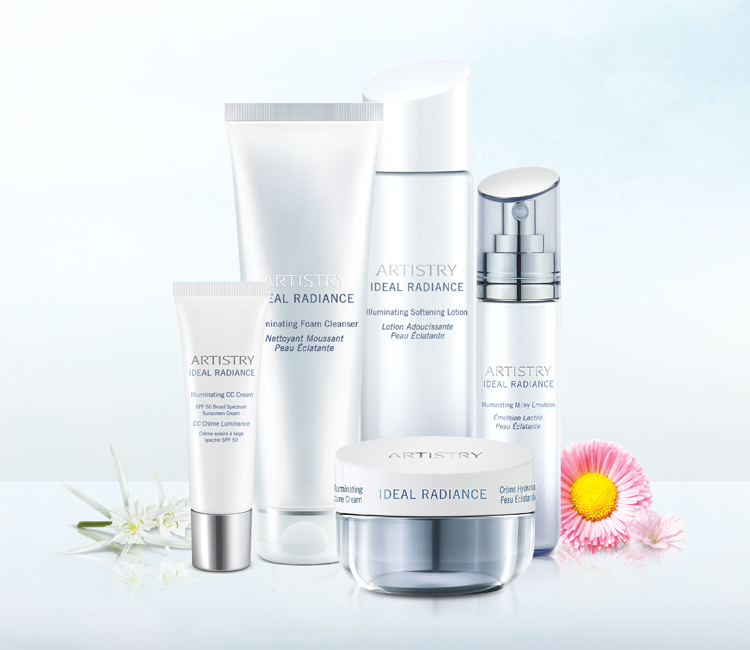 ARTISTRY
IDEAL RADIANCE
Illuminating CC Cream
SPF 50 Broad Spectrum
Sunscreen Cream
CC Crème Luminance
Crème solaire à large
spectre SPF 50
ARTISTRY
IDEAL RADIANCE
Foam Cleanser
Nettoyant Moussant
Peau Éclatante
ARTISTRY
IDEAL RADIANCE
Illuminating Softening Lotion
Lotion Adoucissante
Peau Éclatante
ARTISTRY
IDEAL RADIANCE
Illuminating Milky Emulsion
Émulsion Lactée
Peau Éclatante
ARTISTRY
IDEAL RADIANCE
Cream
Crème
Peau Éclatante